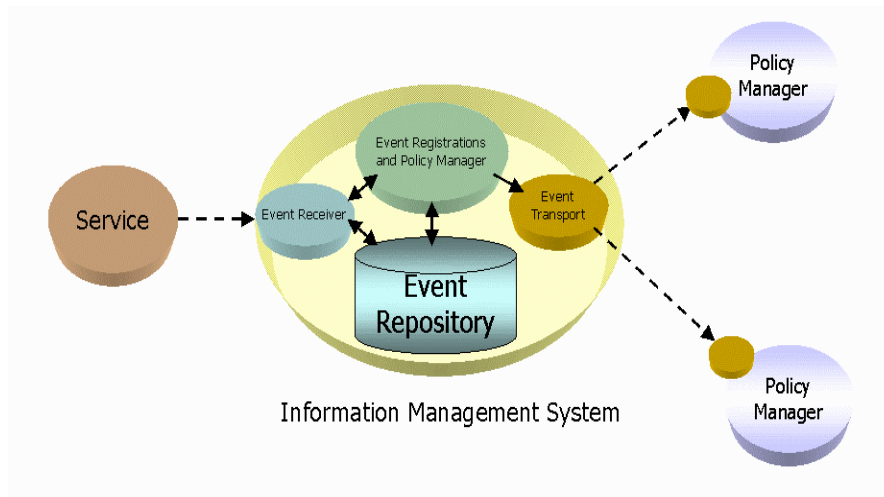 Policy
Manager
Event Registrations
and Policy Manager
Service
Event Receiver
Event
Transport
Event
Repository
Policy
Manager
Information Management System